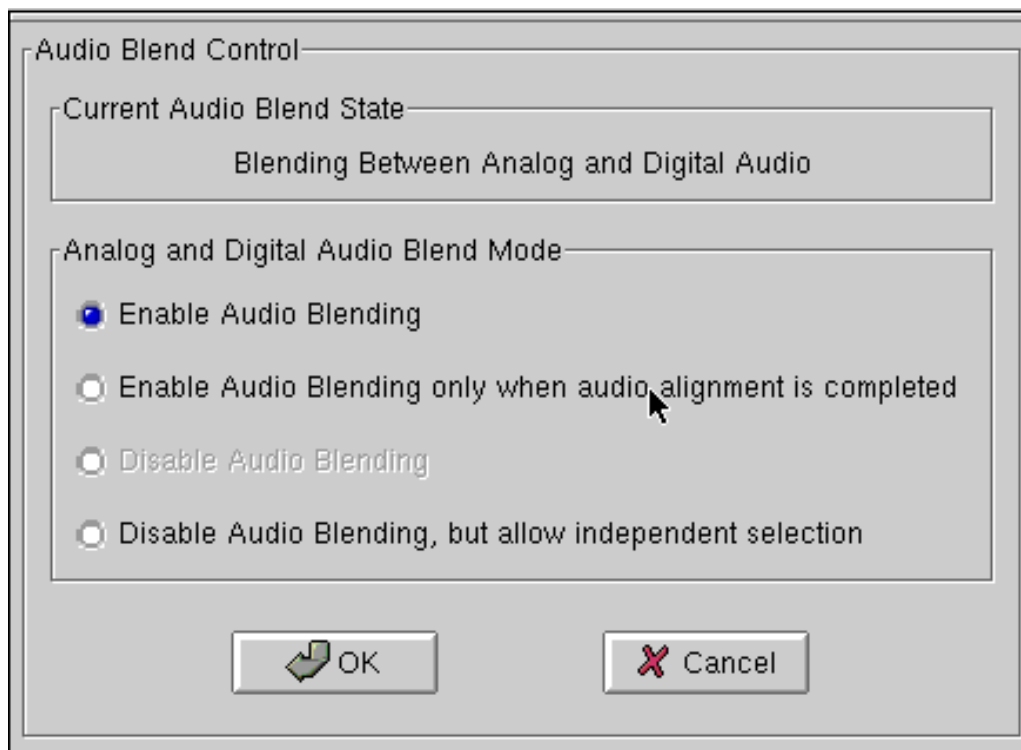 Audio Blend Control
Current Audio Blend State
Blending Between Analog and Digital Audio
Analog and Digital Audio Blend Mode
Enable Audio Blending
Enable Audio Blending only when audio alignment is completed
Disable Audio Blending
Disable Audio Blending, but allow independent selection
OK
Cancel